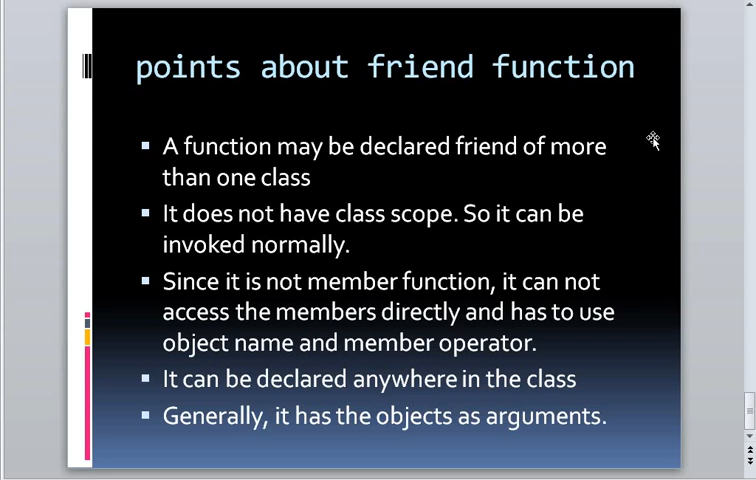 points about friend function
A function may be declared friend of more
than one class
It does not have class scope. So it can be
invoked normally.
Since it is not member function, it can not
access the members directly and has to use
object name and member operator.
It can be declared anywhere in the class
Generally, it has the objects as arguments.